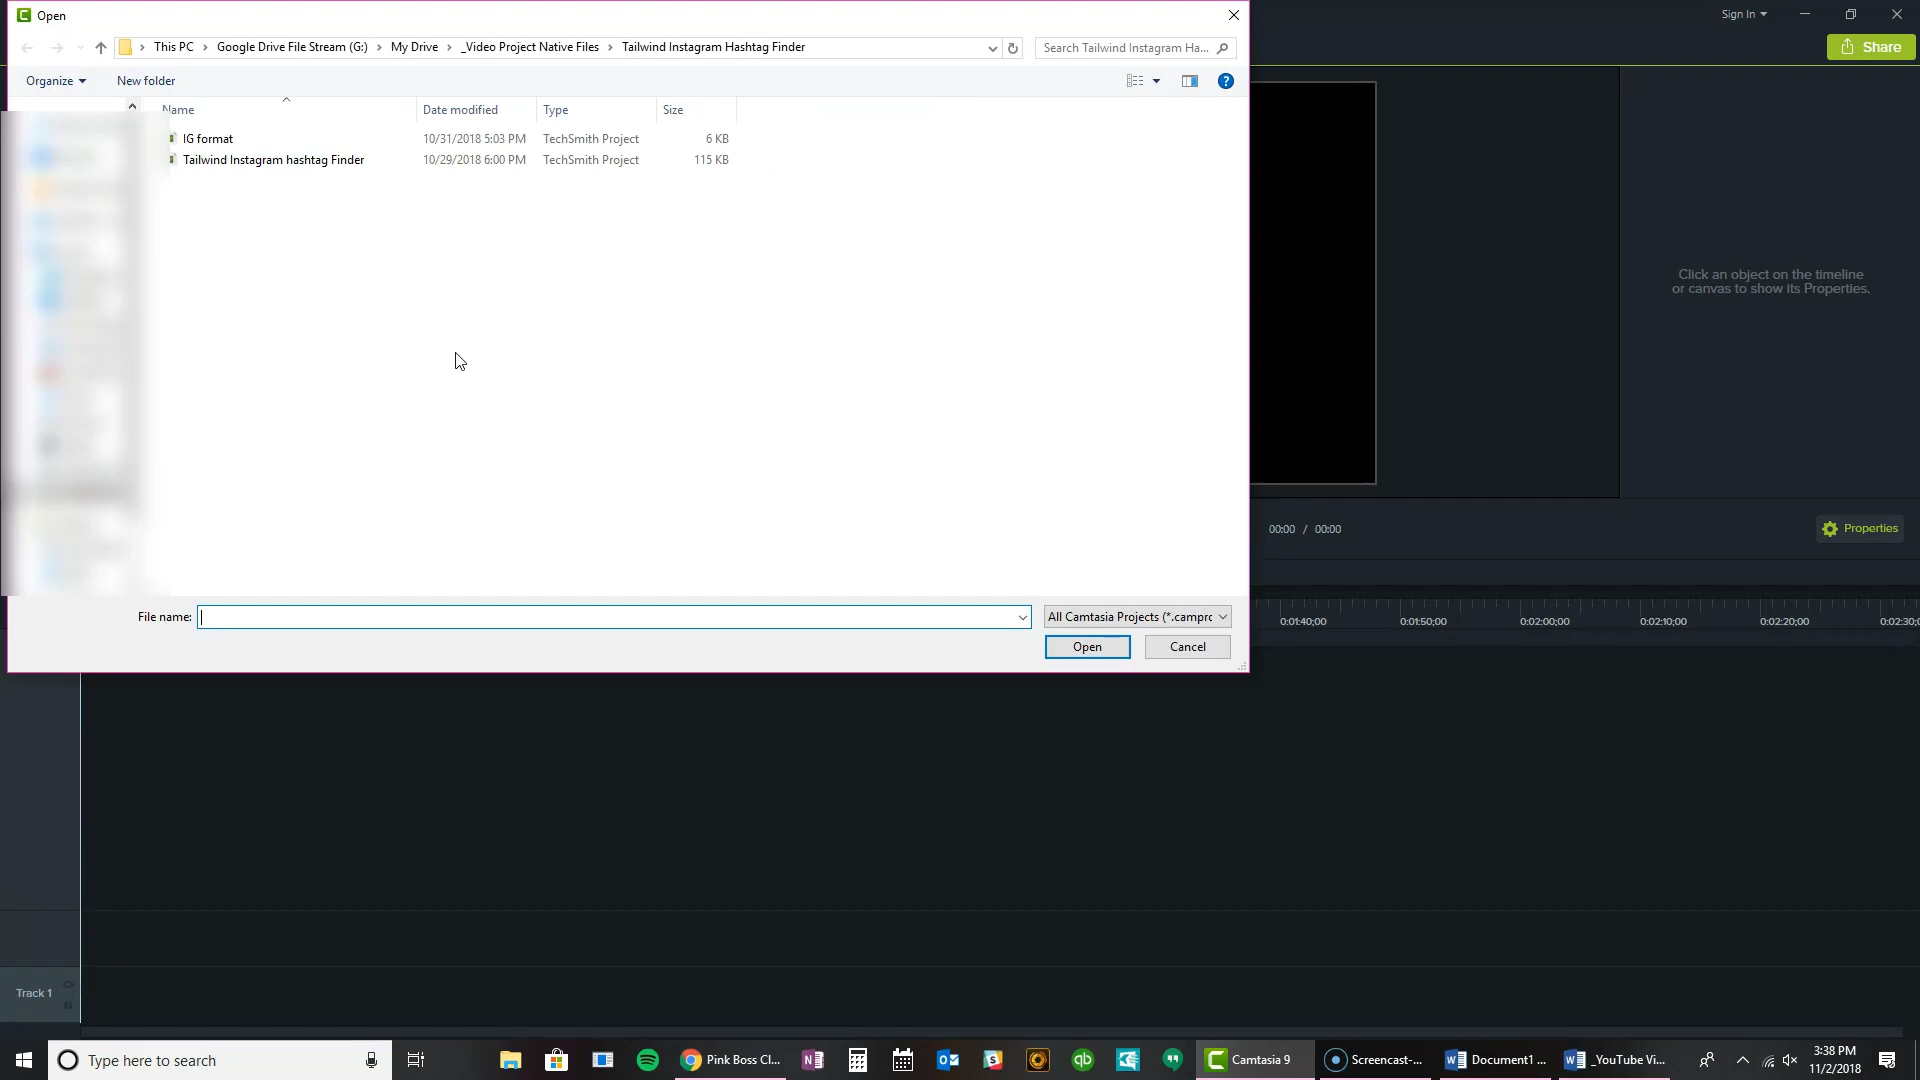 Open
Sign In
This PC > Google Drive File Stream (G:) > My Drive > _Video Project Native Files > Tailwind Instagram Hashtag Finder
Search Tailwind Instagram Ha...
Share
Organize
New folder
Name
Date modified
Type
Size
IG format
10/31/2018 5:03 PM
TechSmith Project
6 KB
Tailwind Instagram hashtag Finder
10/29/2018 6:00 PM
TechSmith Project
115 KB
Click an object on the timeline
or canvas to show its Properties.
00:00 / 00:00
Properties
File name:
All Camtasia Projects (*.campro
Open
Cancel
0:01:40;00
0:01:50;00
0:02:00;00
0:02:10;00
0:02:20;00
0:02:30;0
Track 1
Type here to search
Pink Boss Cl...
Camtasia 9
Screencast-...
Document1 ...
_YouTube Vi...
3:38 PM
11/2/2018